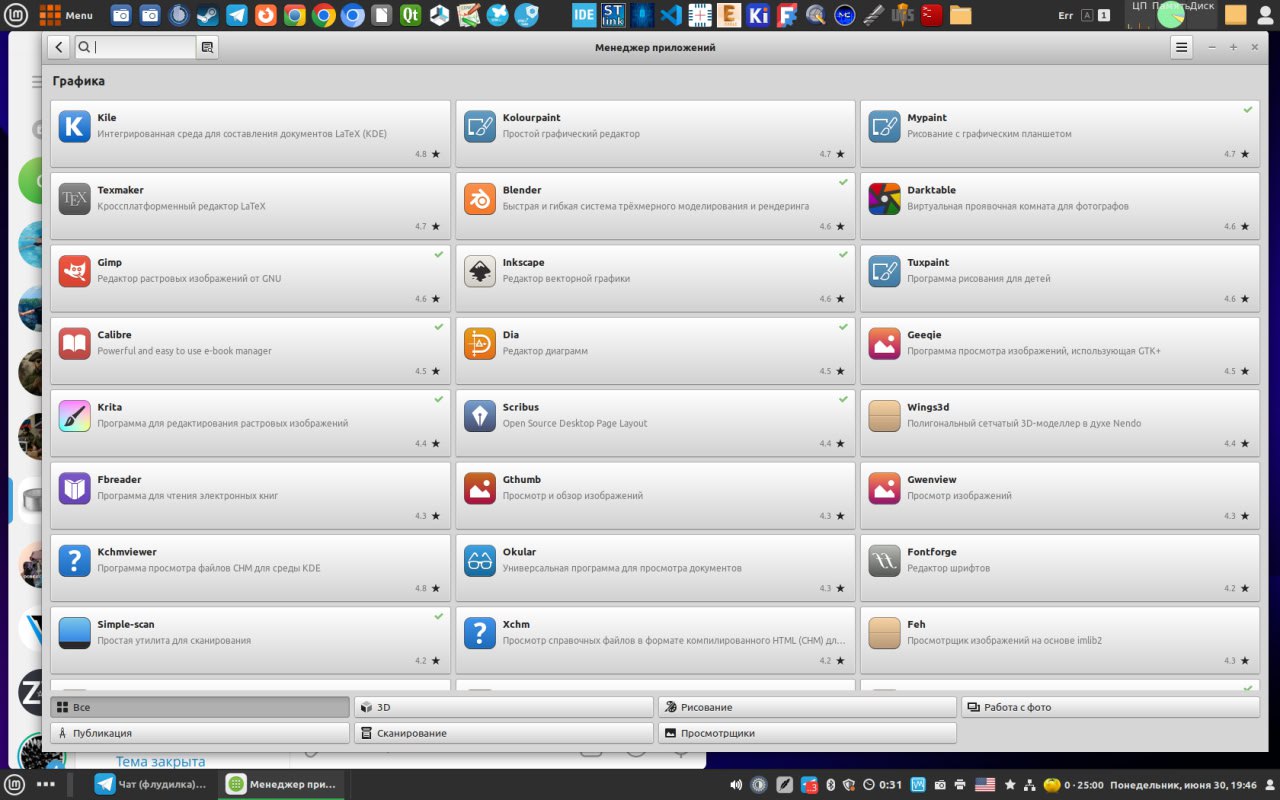 Menu
IDE
ST
link
Qt
Ki
Err
A
1
ЦП
Память
Диск
Менеджер приложений
Графика
Kile
Интегрированная среда для составления документов LaTeX (KDE)
4.8
Kolourpaint
Простой графический редактор
4.7
Mypaint
Рисование с графическим планшетом
4.7
Texmaker
Кроссплатформенный редактор LaTeX
4.7
Blender
Быстрая и гибкая система трёхмерного моделирования и рендеринга
4.6
Darktable
Виртуальная проявочная комната для фотографов
4.6
Gimp
Редактор растровых изображений от GNU
4.6
Inkscape
Редактор векторной графики
4.6
Tuxpaint
Программа рисования для детей
4.6
Calibre
Powerful and easy to use e-book manager
4.5
Dia
Редактор диаграмм
4.5
Geeqie
Программа просмотра изображений, использующая GTK+
4.5
Krita
Программа для редактирования растровых изображений
4.4
Scribus
Open Source Desktop Page Layout
4.4
Wings3d
Полигональный сетчатый 3D-моделлер в духе Nendo
4.4
Fbreader
Программа для чтения электронных книг
4.3
Gthumb
Просмотр и обзор изображений
4.3
Gwenview
Просмотр изображений
4.3
Kchmviewer
Программа просмотра файлов CHM для среды KDE
4.8
Okular
Универсальная программа для просмотра документов
4.3
Fontforge
Редактор шрифтов
4.2
Simple-scan
Простая утилита для сканирования
4.2
Xchm
Просмотр справочных файлов в формате компилированного HTML (CHM) дл...
4.2
Feh
Просмотрщик изображений на основе imlib2
4.3
Все
3D
Рисование
Работа с фото
Публикация
Сканирование
Просмотрщики
Тема закрыта
Чат (флудилка)...
Менеджер при...
0:31
0 · 25:00
Понедельник, июня 30, 19:46